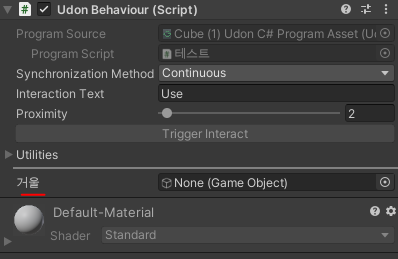 Udon Behaviour (Script)
Program Source Cube (1) Udon C# Program Asset (U
Program Script 테스트
Synchronization Method Continuous
Interaction Text Use
Proximity 2
Trigger Interact
Utilities
거울 None (Game Object)
Default-Material
Shader Standard